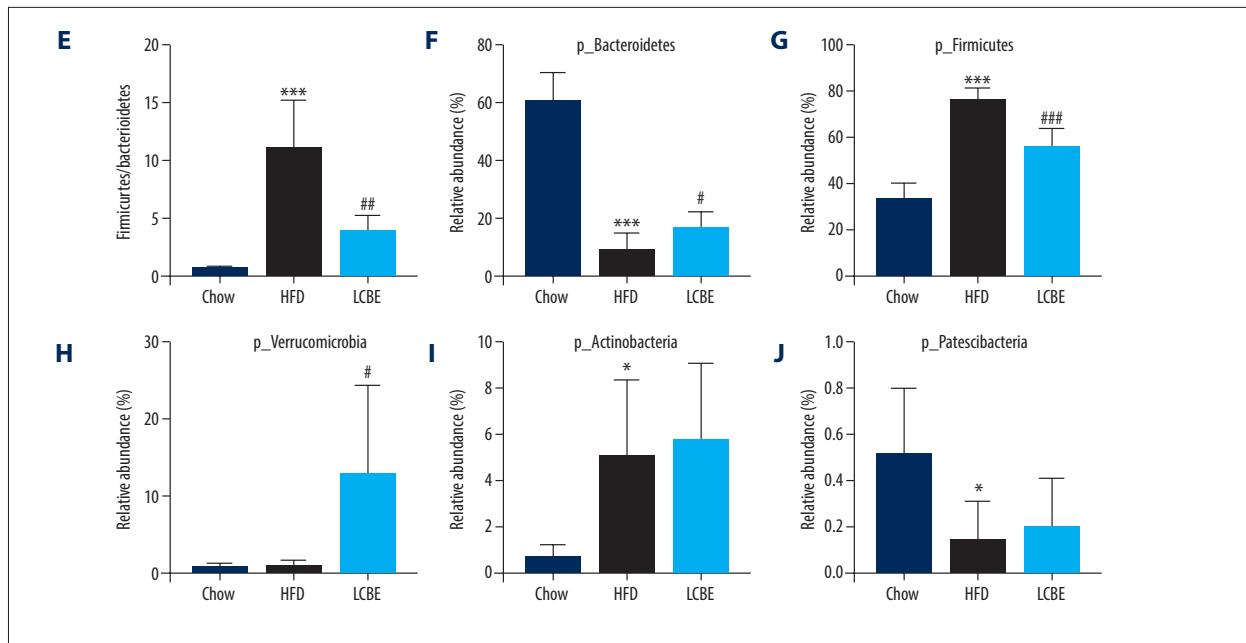 E
Firmicurtes/bacterioidetes
20
15
10
5
0
***
##
Chow HFD LCBE
F
p_Bacteroidetes
Relative abundance (%)
80
60
40
20
0
***
#
Chow HFD LCBE
G
p_Firmicutes
Relative abundance (%)
100
80
60
40
20
0
***
###
Chow HFD LCBE
H
p_Verrucomicrobia
Relative abundance (%)
30
20
10
0
#
Chow HFD LCBE
I
p_Actinobacteria
Relative abundance (%)
10
8
6
4
2
0
*
Chow HFD LCBE
J
p_Patescibacteria
Relative abundance (%)
1.0
0.8
0.6
0.4
0.2
0.0
*
Chow HFD LCBE